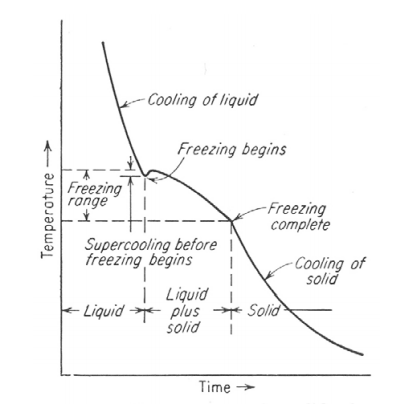 Cooling of liquid
Freezing begins
Freezing
range
Freezing
complete
Supercooling before
freezing begins
Cooling of
solid
Liquid
Liquid
plus
solid
Solid
Temperature
Time